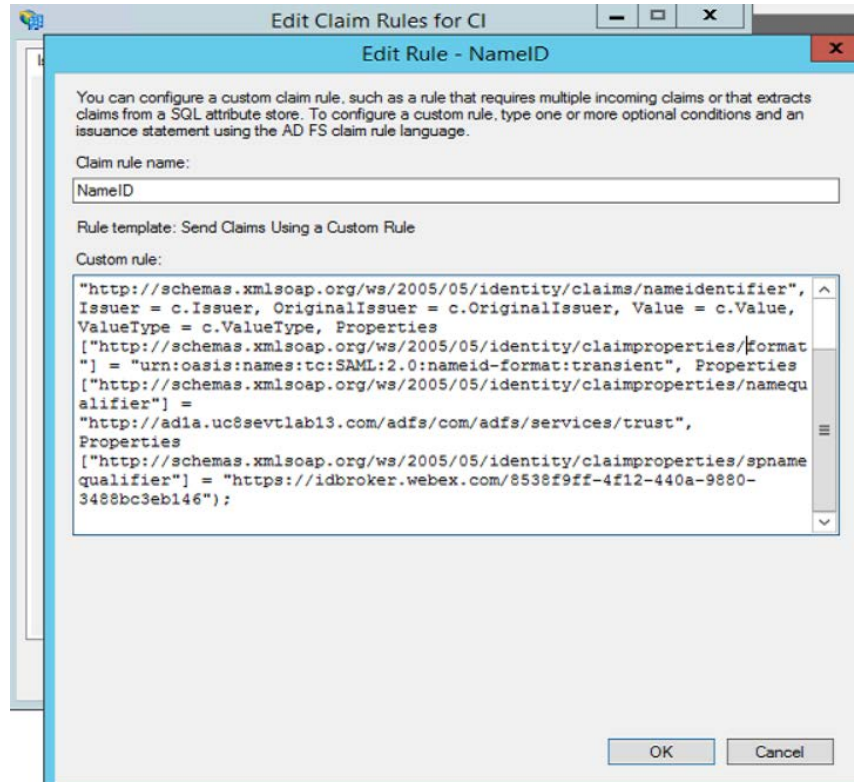 Edit Claim Rules for CI
Edit Rule - NameID
You can configure a custom claim rule, such as a rule that requires multiple incoming claims or that extracts
claims from a SQL attribute store. To configure a custom rule, type one or more optional conditions and an
issuance statement using the AD FS claim rule language.
Claim rule name:
NameID
Rule template: Send Claims Using a Custom Rule
Custom rule:
"http://schemas.xmlsoap.org/ws/2005/05/identity/claims/nameidentifier",
Issuer = c.Issuer, OriginalIssuer = c.OriginalIssuer, Value = c.Value,
ValueType = c.ValueType, Properties
["http://schemas.xmlsoap.org/ws/2005/05/identity/claimproperties/format
"] = "urn:oasis:names:tc:SAML:2.0:nameid-format:transient", Properties
["http://schemas.xmlsoap.org/ws/2005/05/identity/claimproperties/namequ
alifier"] =
"http://ad1a.uc8sevtlab13.com/adfs/com/adfs/services/trust",
Properties
["http://schemas.xmlsoap.org/ws/2005/05/identity/claimproperties/spname
qualifier"] = "https://idbroker.webex.com/8538f9ff-4f12-440a-9880-
3488bc3eb146");
OK Cancel